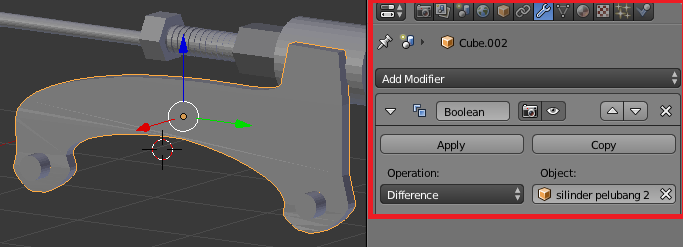 Cube.002
Add Modifier
Boolean
Apply
Copy
Operation:
Object:
Difference
silinder pelubang 2